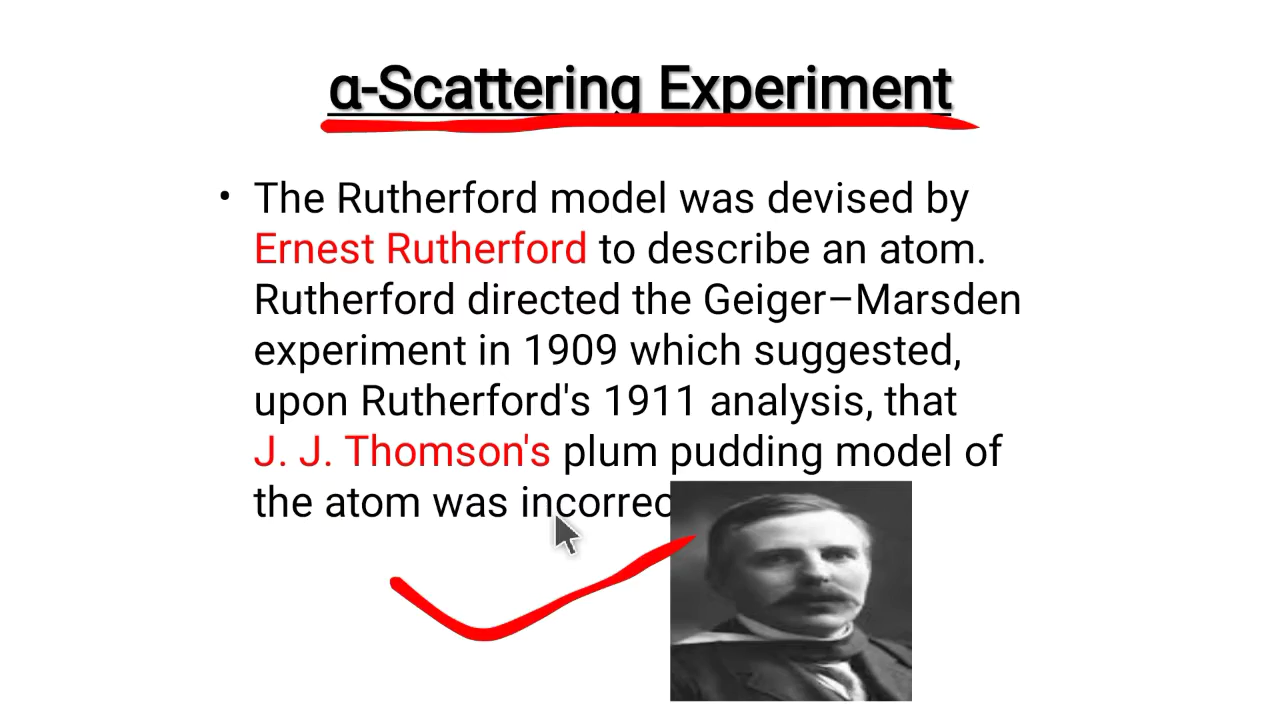 α-Scattering Experiment
• The Rutherford model was devised by
Ernest Rutherford to describe an atom.
Rutherford directed the Geiger–Marsden
experiment in 1909 which suggested,
upon Rutherford's 1911 analysis, that
J. J. Thomson's plum pudding model of
the atom was incorrec